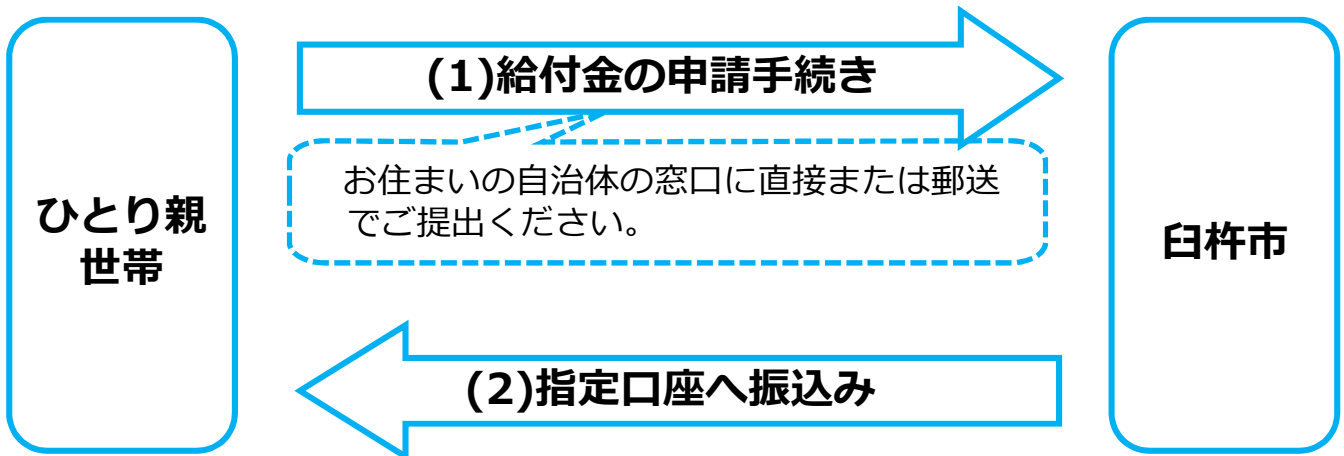 (1)給付金の申請手続き
お住まいの自治体の窓口に直接または郵送
でご提出ください。
ひとり親
世帯
臼杵市
(2)指定口座へ振込み